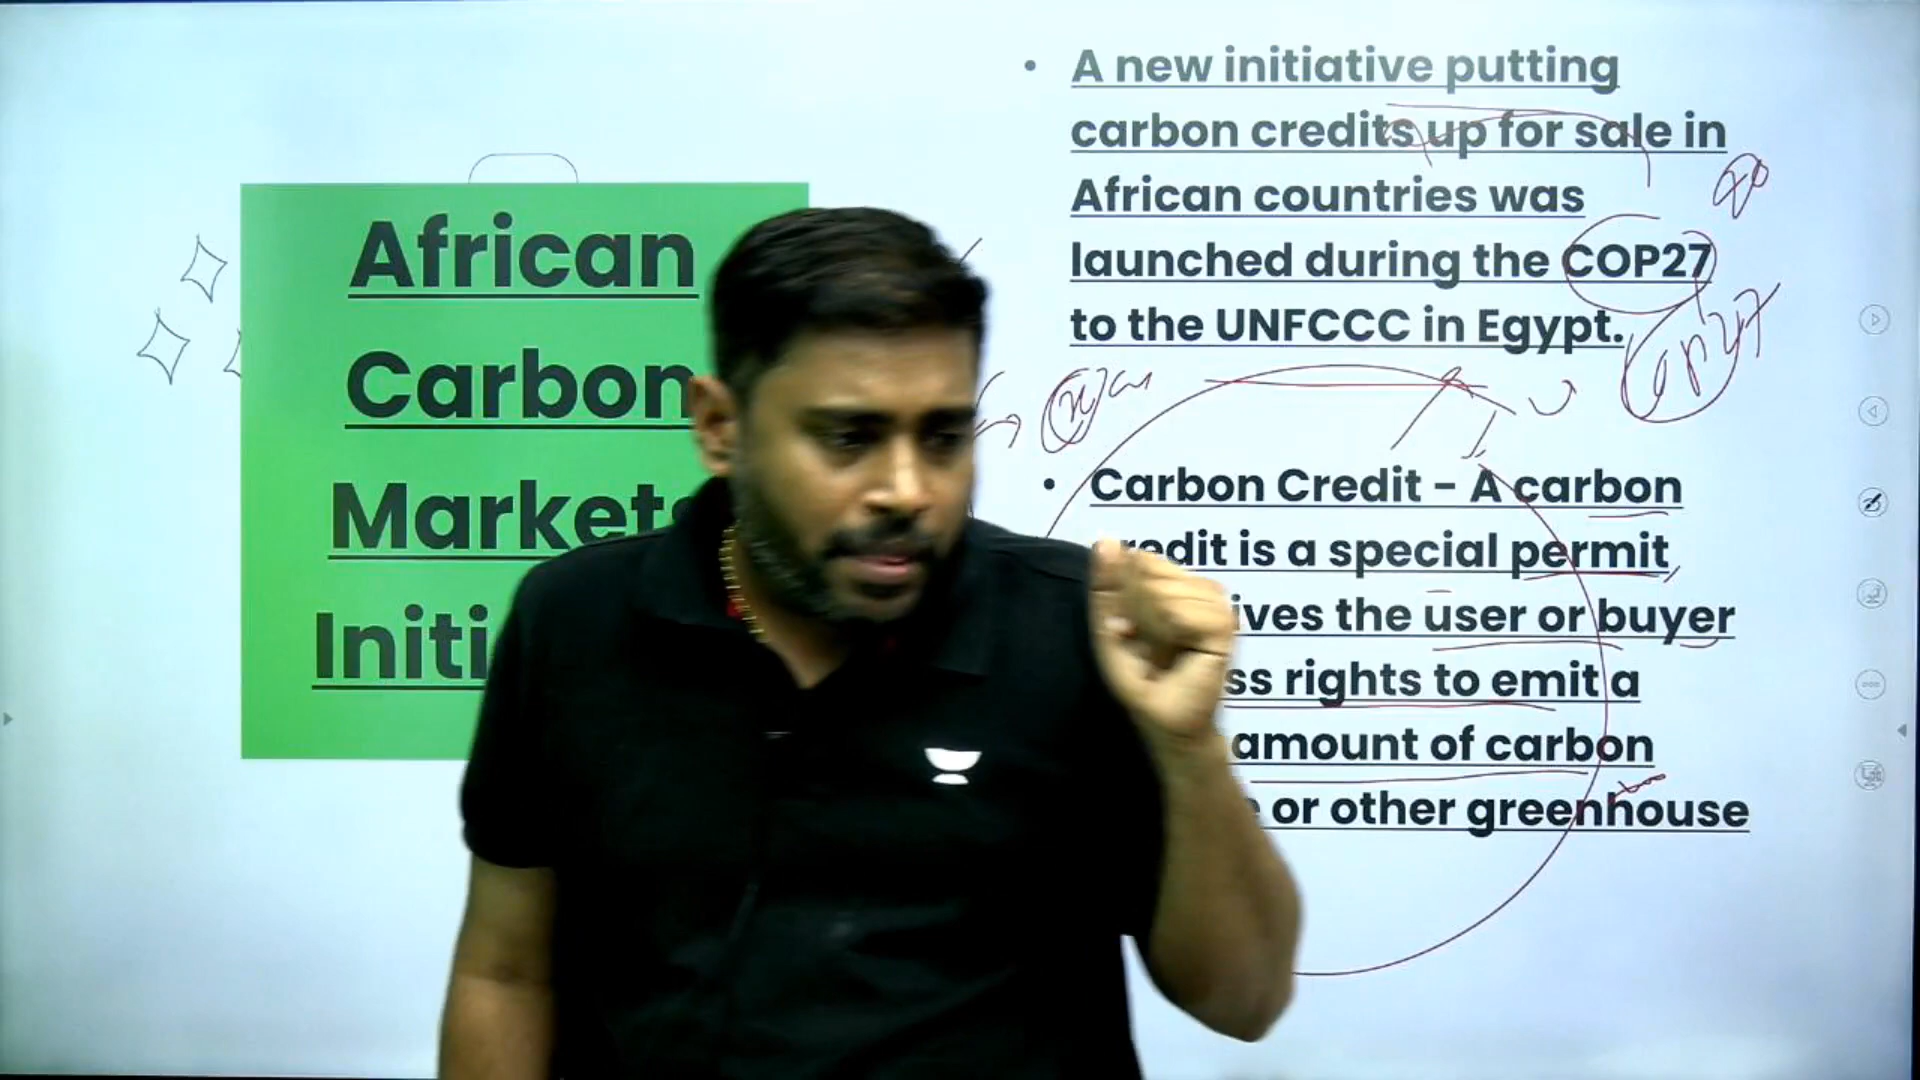 African
Carbon
Markets
Initi
• A new initiative putting
carbon credits up for sale in
African countries was
launched during the COP27
to the UNFCCC in Egypt.
COP27
• Carbon Credit - A carbon
redit is a special permit
ives the user or buyer
ss rights to emit a
amount of carbon
or other greenhouse